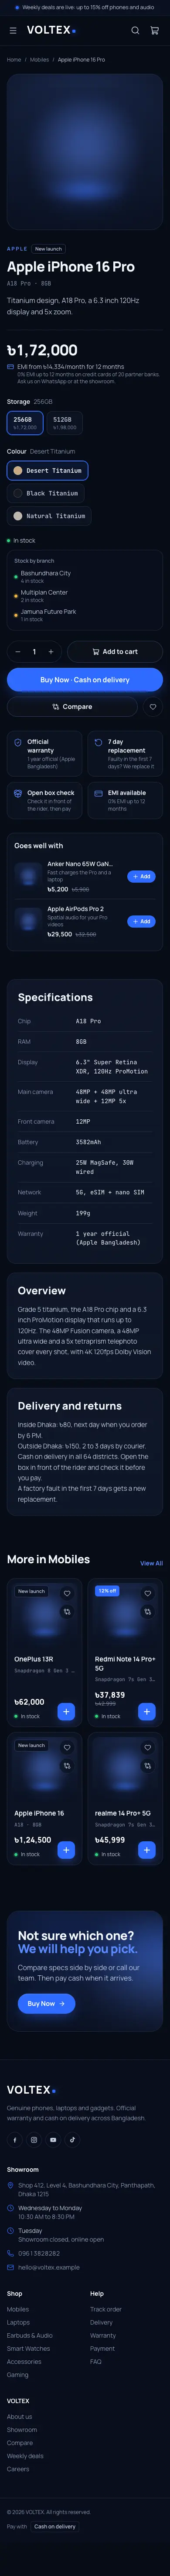 Weekly deals are live: up to 15% off phones and audio
VOLTEX
Home / Mobiles / Apple iPhone 16 Pro
APPLE New launch
Apple iPhone 16 Pro
A18 Pro · 8GB
Titanium design, A18 Pro, a 6.3 inch 120Hz
display and 5x zoom.
৳1,72,000
EMI from ৳14,334/month for 12 months
0% EMI up to 12 months on credit cards of 20 partner banks.
Ask us on WhatsApp or at the showroom.
Storage 256GB
256GB 512GB
৳1,72,000 ৳1,98,000
Colour Desert Titanium
Desert Titanium
Black Titanium
Natural Titanium
In stock
Stock by branch
Bashundhara City
4 in stock
Multiplan Center
2 in stock
Jamuna Future Park
1 in stock
1
Add to cart
Buy Now · Cash on delivery
Compare
Official warranty
1 year official (Apple Bangladesh)
7 day replacement
Faulty in the first 7 days? We replace it
Open box check
Check it in front of the rider, then pay
EMI available
0% EMI up to 12 months
Goes well with
Anker Nano 65W GaN…
Fast charges the Pro and a laptop
৳5,200 ৳5,900
Add
Apple AirPods Pro 2
Spatial audio for your Pro videos
৳29,500 ৳32,500
Add
Specifications
Chip A18 Pro
RAM 8GB
Display 6.3" Super Retina XDR, 120Hz ProMotion
Main camera 48MP + 48MP ultra wide + 12MP 5x
Front camera 12MP
Battery 3582mAh
Charging 25W MagSafe, 30W wired
Network 5G, eSIM + nano SIM
Weight 199g
Warranty 1 year official (Apple Bangladesh)
Overview
Grade 5 titanium, the A18 Pro chip and a 6.3
inch ProMotion display that runs up to
120Hz. The 48MP Fusion camera, a 48MP
ultra wide and a 5x tetraprism telephoto
cover every shot, with 4K 120fps Dolby Vision
video.
Delivery and returns
Inside Dhaka: ৳80, next day when you order
by 6 PM.
Outside Dhaka: ৳150, 2 to 3 days by courier.
Cash on delivery in all 64 districts. Open the
box in front of the rider and check it before
you pay.
A factory fault in the first 7 days gets a new
replacement.
More in Mobiles
View All
New launch
OnePlus 13R
Snapdragon 8 Gen 3 …
৳62,000
In stock
12% off
Redmi Note 14 Pro+ 5G
Snapdragon 7s Gen 3…
৳37,839
৳42,999
In stock
New launch
Apple iPhone 16
A18 · 8GB
৳1,24,500
In stock
realme 14 Pro+ 5G
Snapdragon 7s Gen 3…
৳45,999
In stock
Not sure which one?
We will help you pick.
Compare specs side by side or call our
team. Then pay cash when it arrives.
Buy Now
VOLTEX
Genuine phones, laptops and gadgets. Official
warranty and cash on delivery across Bangladesh.
Showroom
Shop 412, Level 4, Bashundhara City, Panthapath,
Dhaka 1215
Wednesday to Monday
10:30 AM to 8:30 PM
Tuesday
Showroom closed, online open
096 1 3828282
hello@voltex.example
Shop
Mobiles
Laptops
Earbuds & Audio
Smart Watches
Accessories
Gaming
Help
Track order
Delivery
Warranty
Payment
FAQ
VOLTEX
About us
Showroom
Compare
Weekly deals
Careers
© 2026 VOLTEX. All rights reserved.
Pay with Cash on delivery